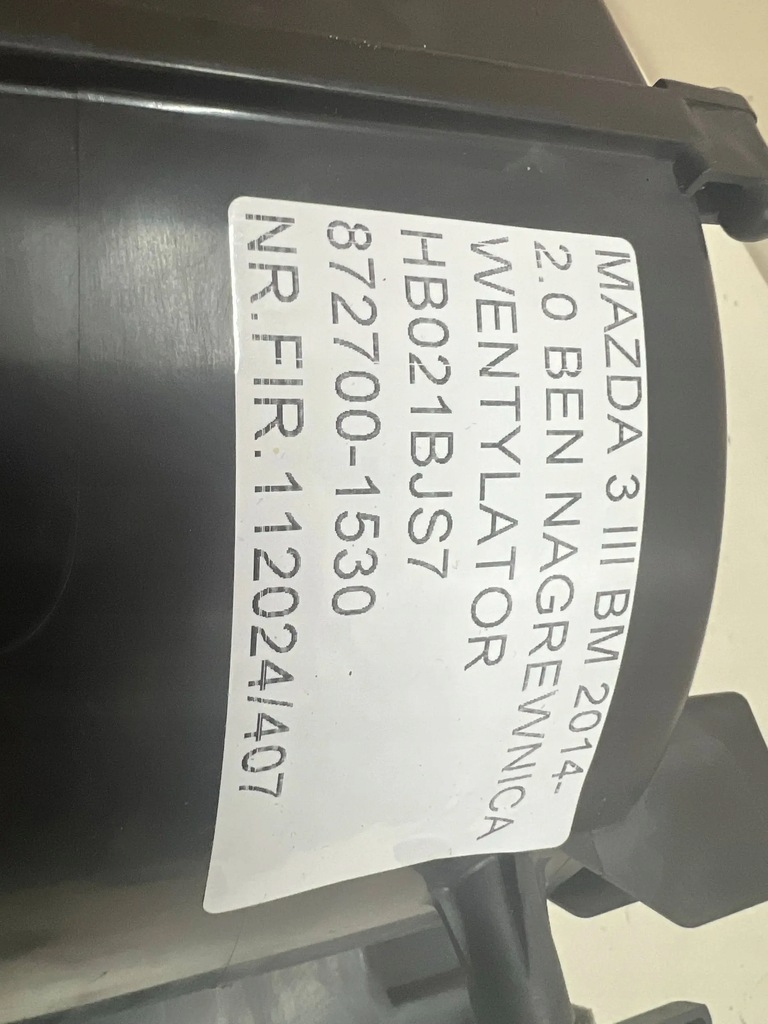 MAZDA 3 III BM 2014-
2.0 BEN NAGREWNICA
WENTYLATOR
HB021BJS7
872700-1530
NR.FIR.112024/407